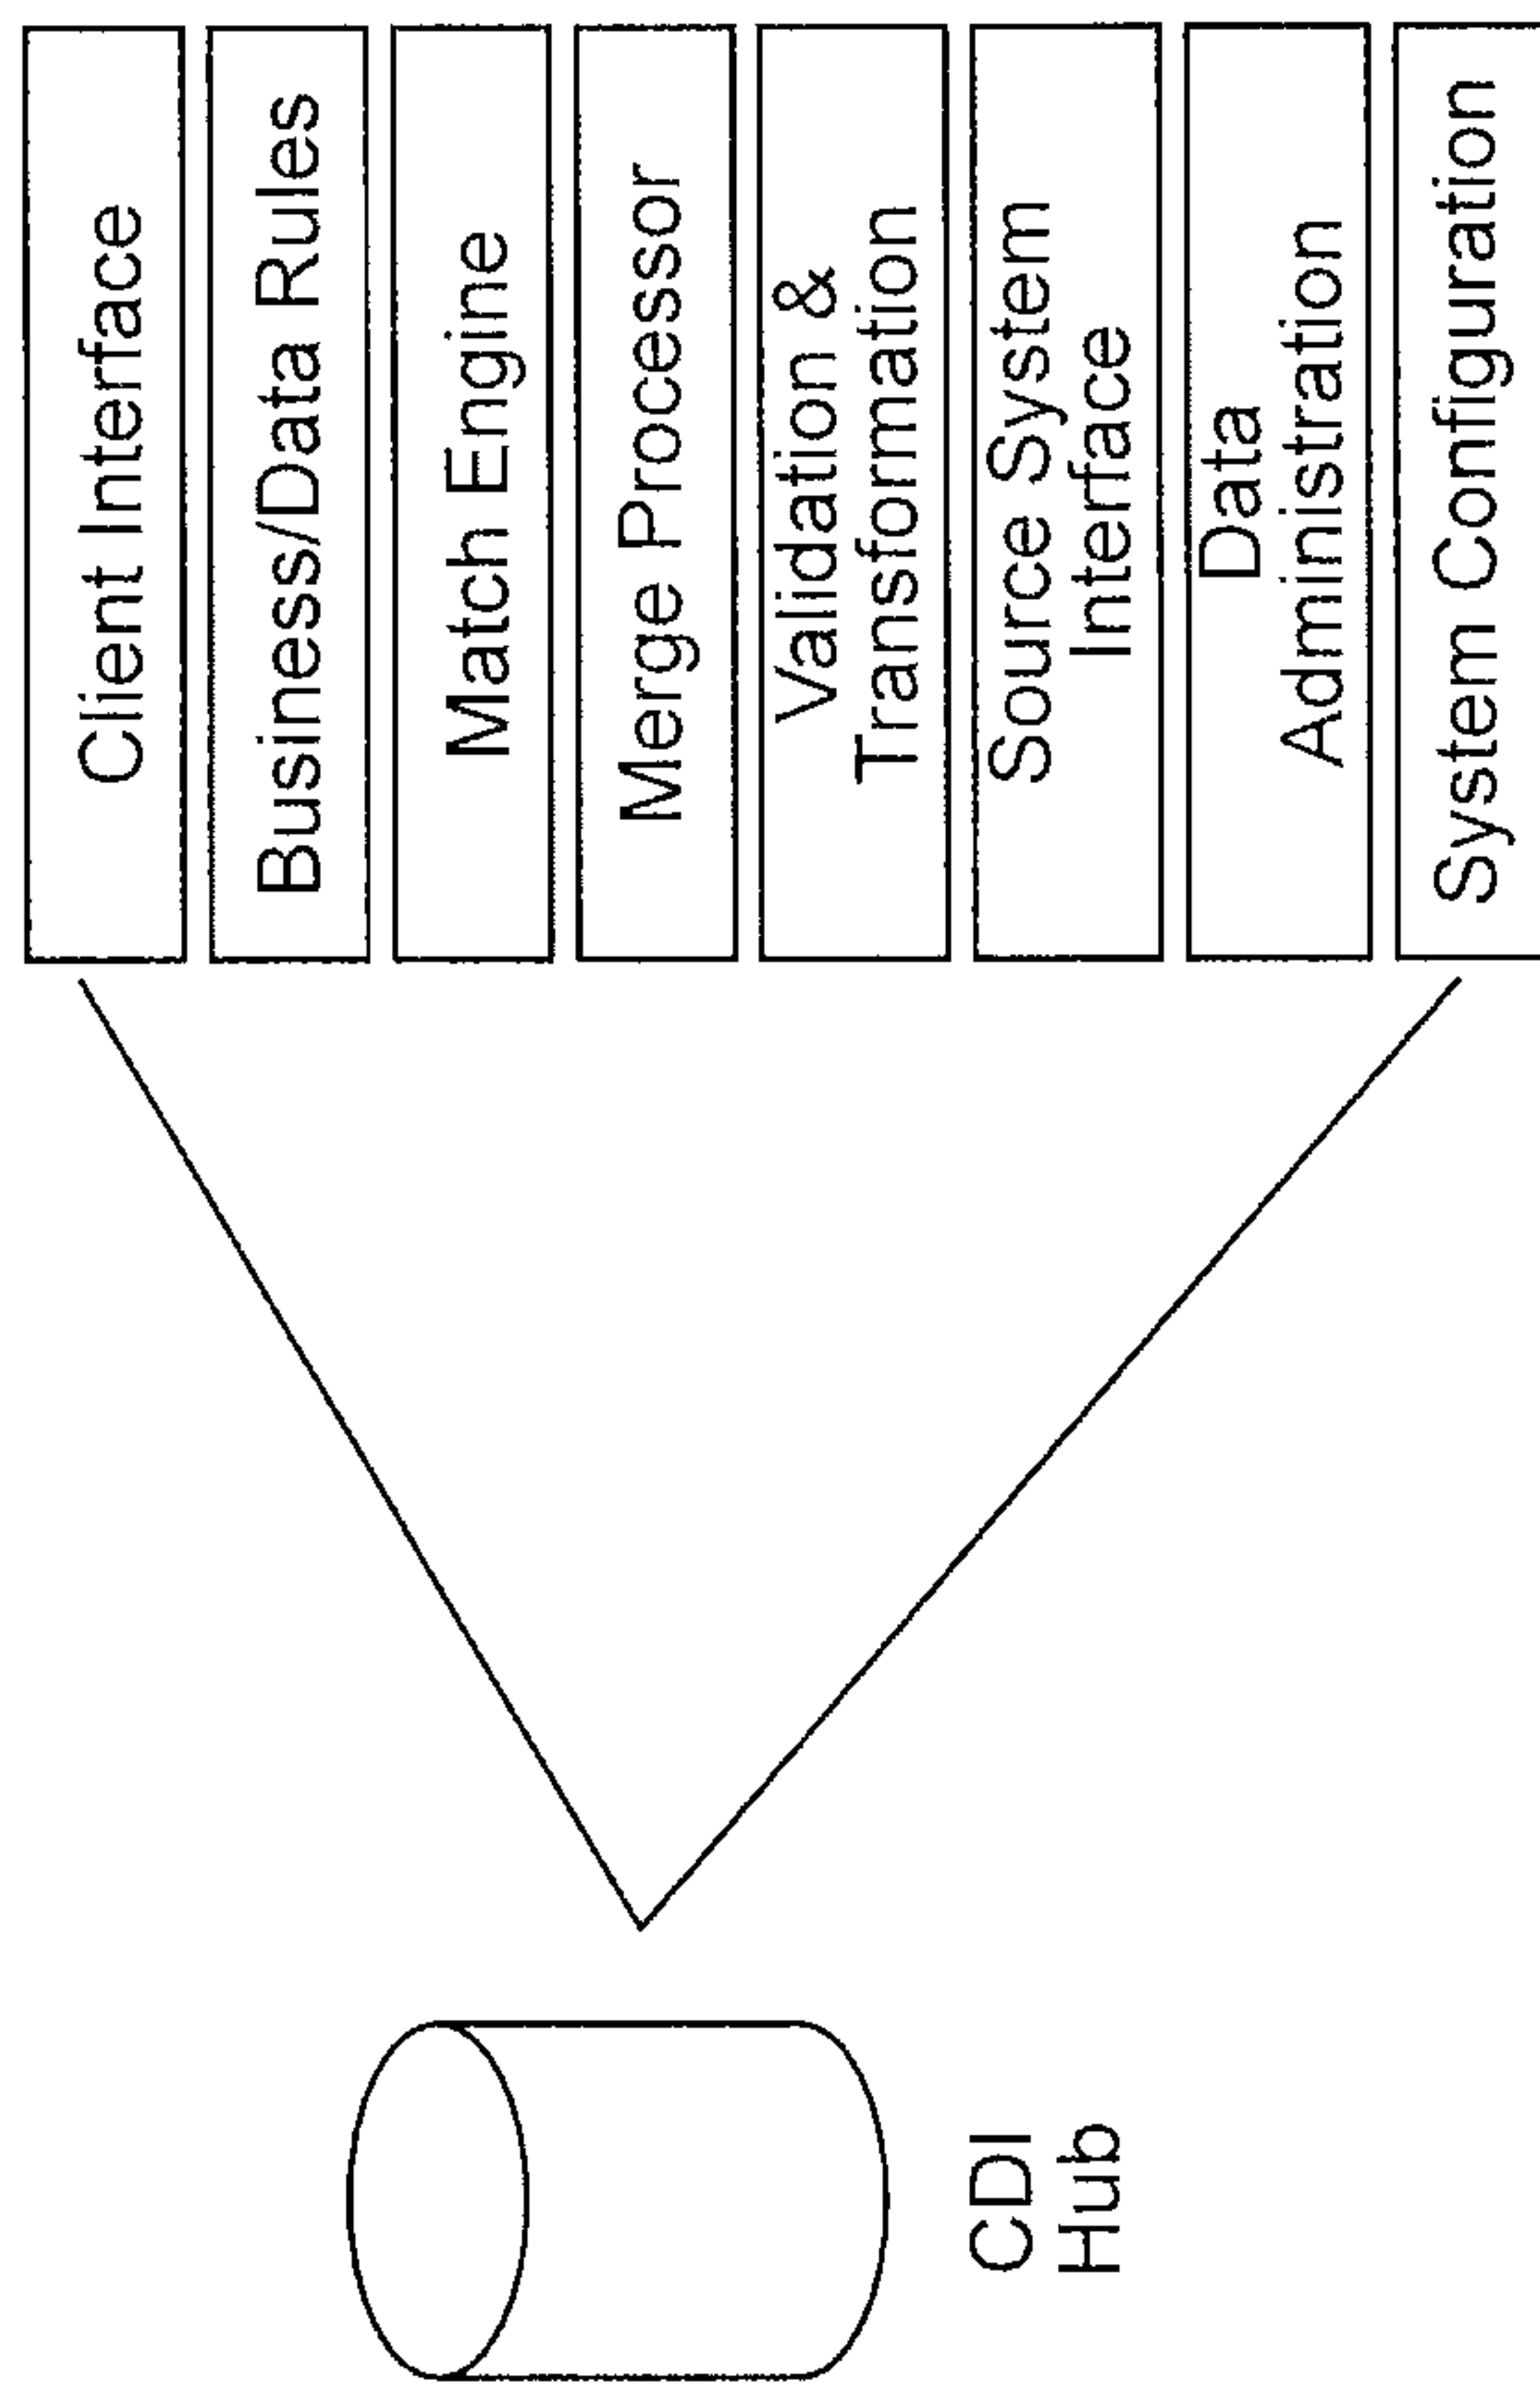 Client Interface
Business/Data Rules
Match Engine
Merge Processor
Validation &
Transformation
Source System
Interface
Data
Administration
System Configuration
CDI
Hub